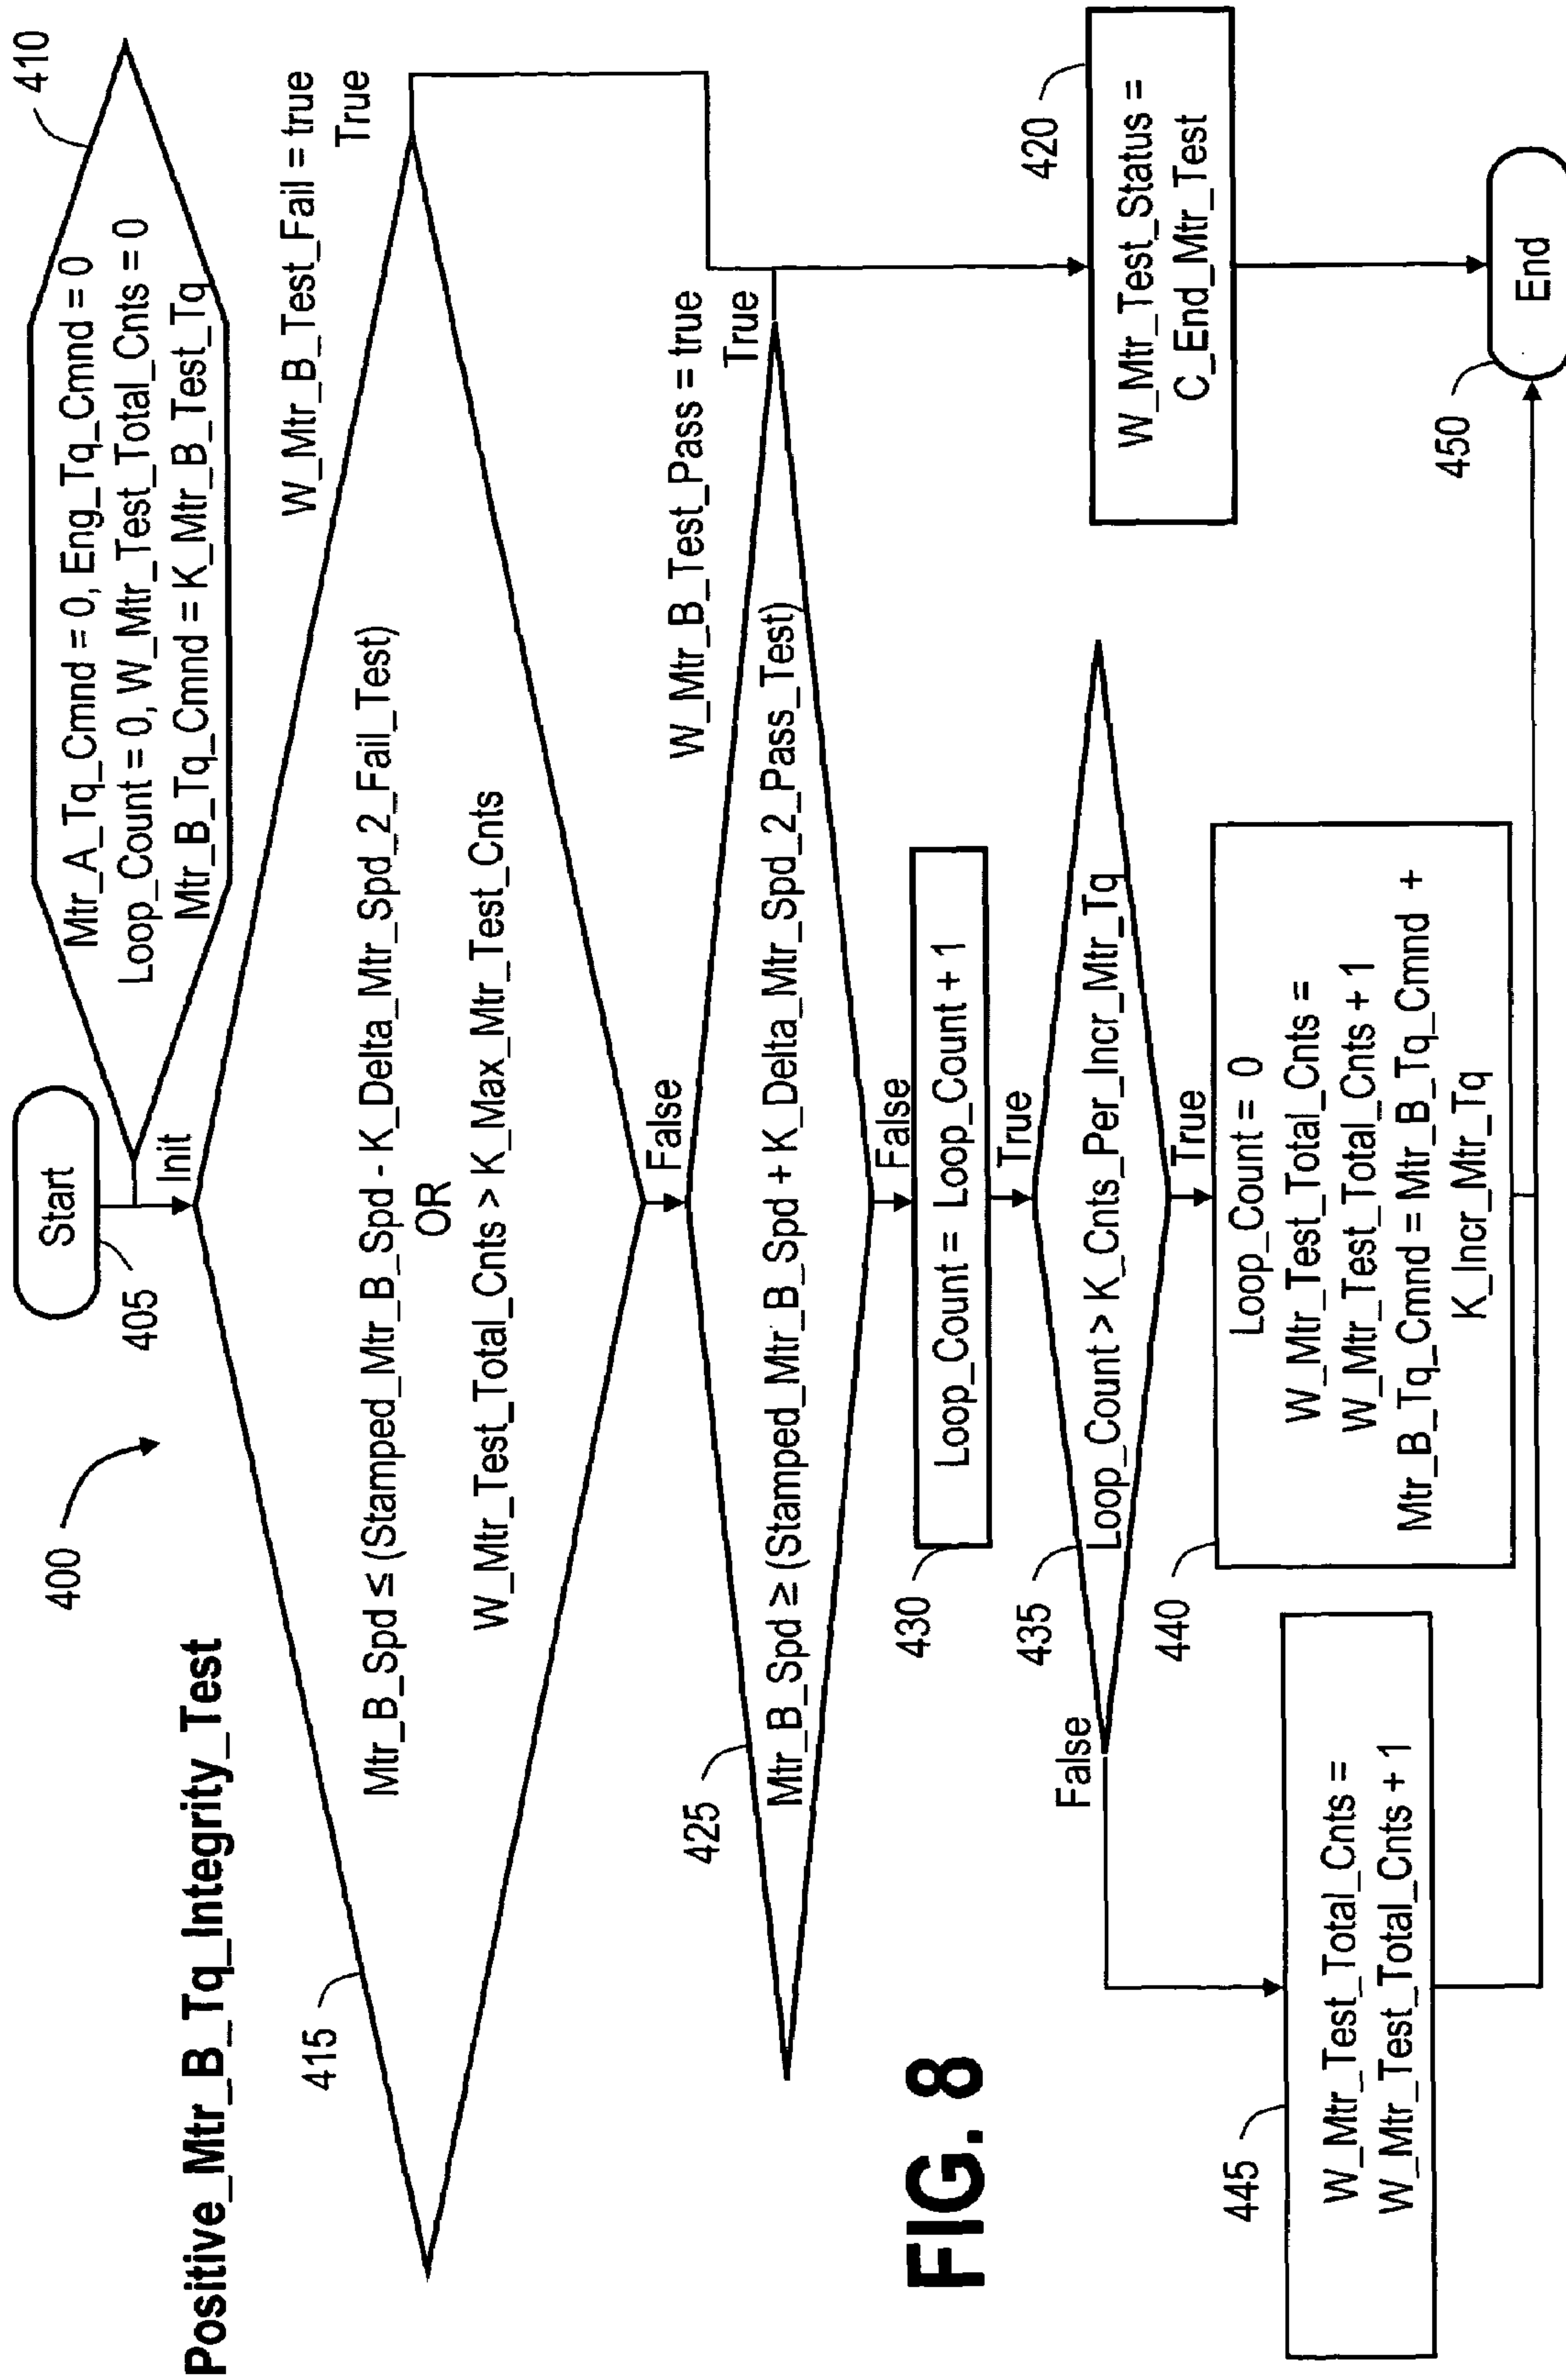 Positive_Mtr_B_Tq_Integrity_Test
400
Start
405
Init
410
Mtr_A_Tq_Cmnd = 0, Eng_Tq_Cmnd = 0
Loop_Count = 0, W_Mtr_Test_Total_Cnts = 0
Mtr_B_Tq_Cmnd = K_Mtr_B_Test_Tq
415
Mtr_B_Spd ≤ (Stamped_Mtr_B_Spd - K_Delta_Mtr_Spd_2_Fail_Test)
OR
W_Mtr_Test_Total_Cnts > K_Max_Mtr_Test_Cnts
W_Mtr_B_Test_Fail = true
True
False
425
Mtr_B_Spd ≥ (Stamped_Mtr_B_Spd + K_Delta_Mtr_Spd_2_Pass_Test)
W_Mtr_B_Test_Pass = true
True
False
420
W_Mtr_Test_Status =
C_End_Mtr_Test
430
Loop_Count = Loop_Count + 1
True
435
Loop_Count > K_Cnts_Per_Incr_Mtr_Tq
False
True
440
Loop_Count = 0
W_Mtr_Test_Total_Cnts =
W_Mtr_Test_Total_Cnts + 1
Mtr_B_Tq_Cmnd = Mtr_B_Tq_Cmnd +
K_Incr_Mtr_Tq
445
W_Mtr_Test_Total_Cnts =
W_Mtr_Test_Total_Cnts + 1
450
End
FIG. 8